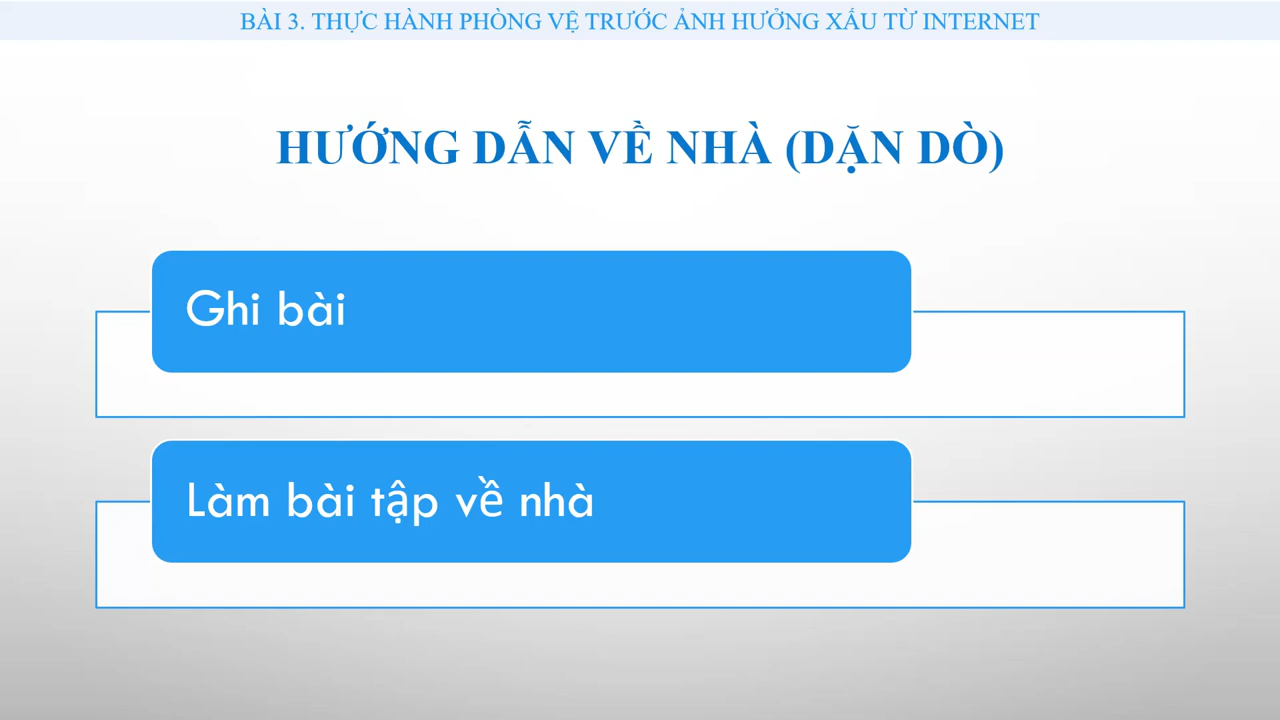 BÀI 3. THỰC HÀNH PHÒNG VỆ TRƯỚC ẢNH HƯỞNG XẤU TỪ INTERNET
HƯỚNG DẪN VỀ NHÀ (DẶN DÒ)
Ghi bài
Làm bài tập về nhà